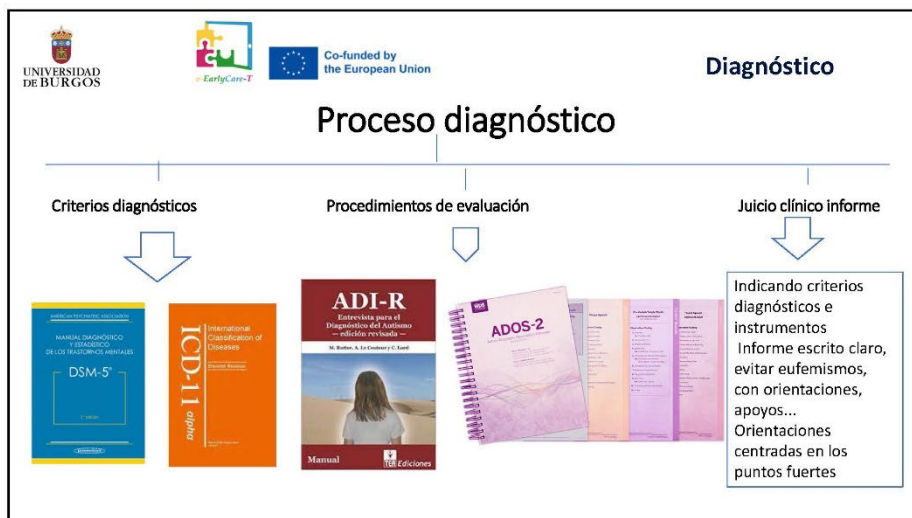 UNIVERSIDAD
DE BURGOS
e-EarlyCare-T
Co-funded by
the European Union
Diagnóstico
Proceso diagnóstico
Criterios diagnósticos
Procedimientos de evaluación
Juicio clínico informe
AMERICAN PSYCHIATRIC ASSOCIATION
MANUAL DIAGNÓSTICO
Y ESTADÍSTICO
DE LOS TRASTORNOS MENTALES
DSM-5®
ICD-11 alpha
International
Classification of
Diseases
ADI-R
Entrevista para el
Diagnóstico del Autismo
— edición revisada —
M. Rutter, A. Le Couteur y C. Lord
Manual
TEA Ediciones
ADOS-2
Indicando criterios
diagnósticos e
instrumentos
Informe escrito claro,
evitar eufemismos,
con orientaciones,
apoyos...
Orientaciones
centradas en los
puntos fuertes